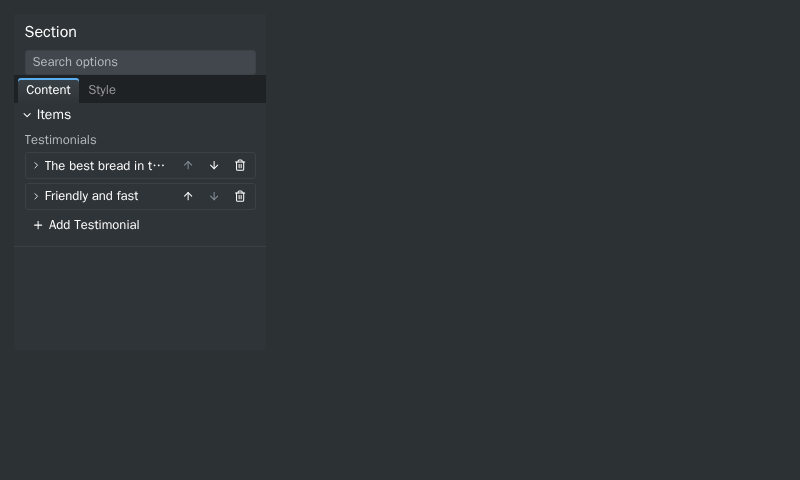 Section
Search options
Content
Style
Items
Testimonials
The best bread in t···
Friendly and fast
Add Testimonial